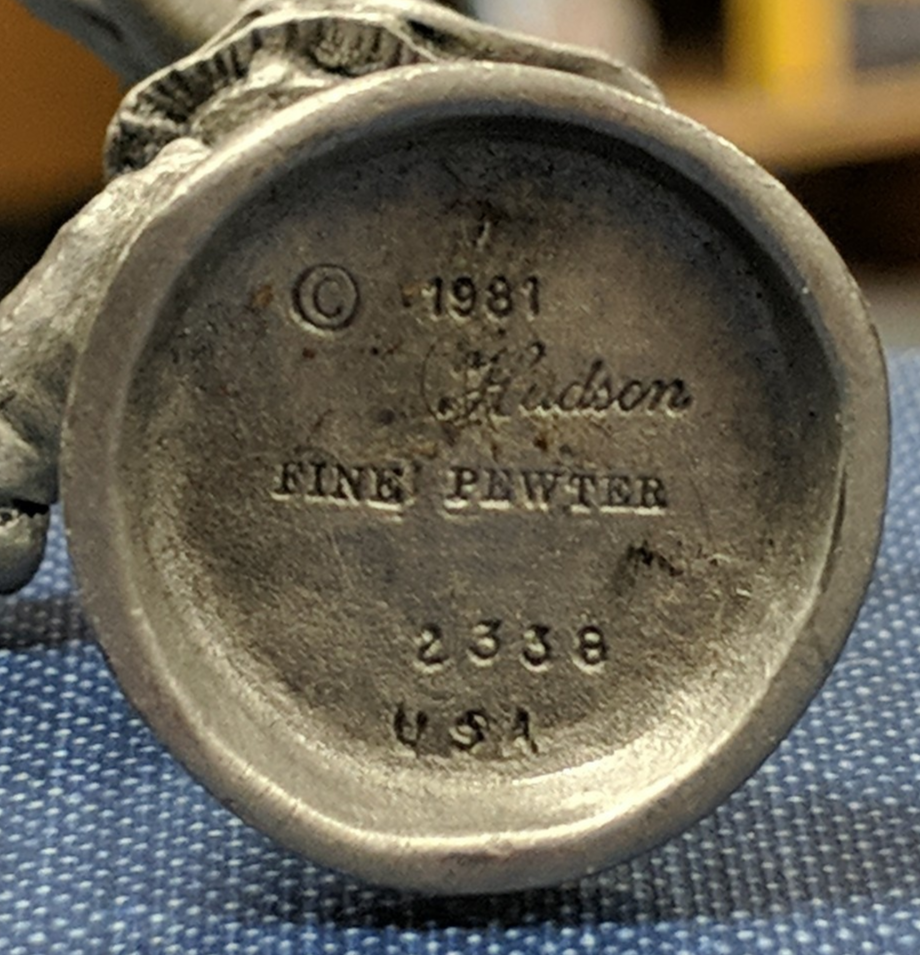 © 1981
Hudson
FINE PEWTER
2338
USA